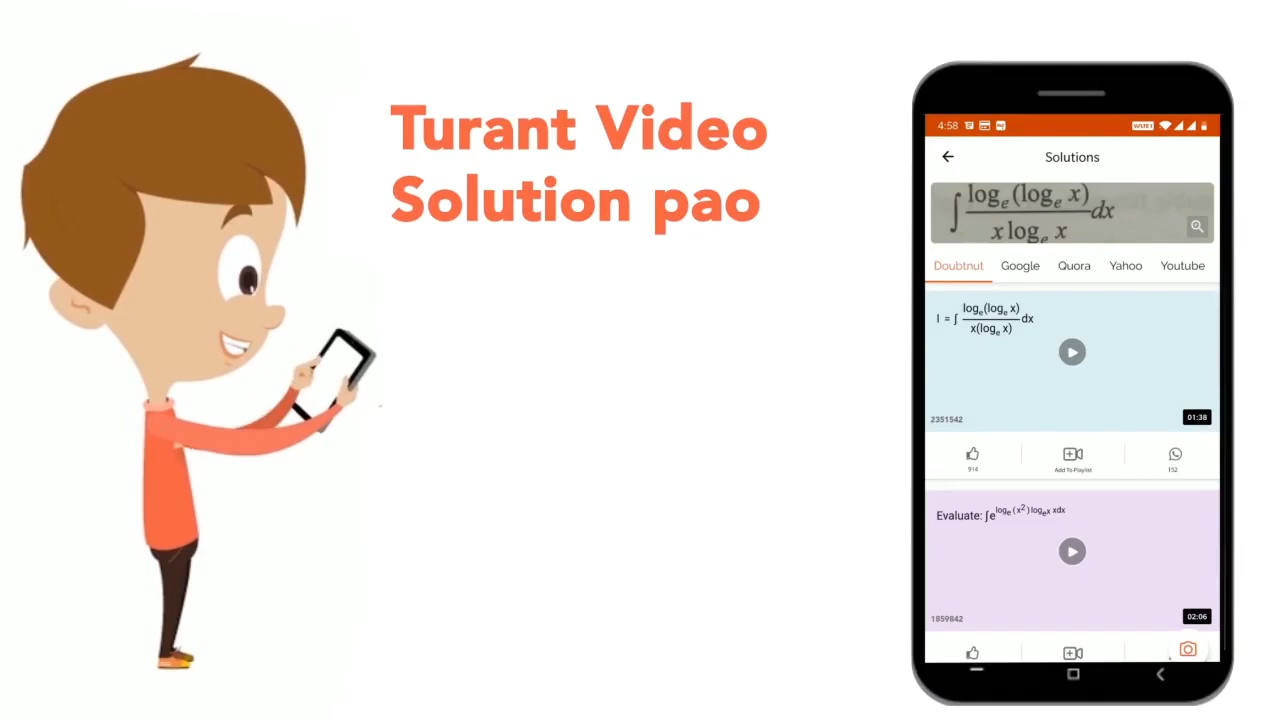 Turant Video
Solution pao
4:58
VoLTE1
Solutions
∫ logₑ(logₑ x) / x logₑ x dx
Doubtnut Google Quora Yahoo Youtube
I = ∫ logₑ(logₑ x) / x(logₑ x) dx
2351542 01:38
914 Add To Playlist 152
Evaluate: ∫e^logₑ(x²)logₑx xdx
1859842 02:06